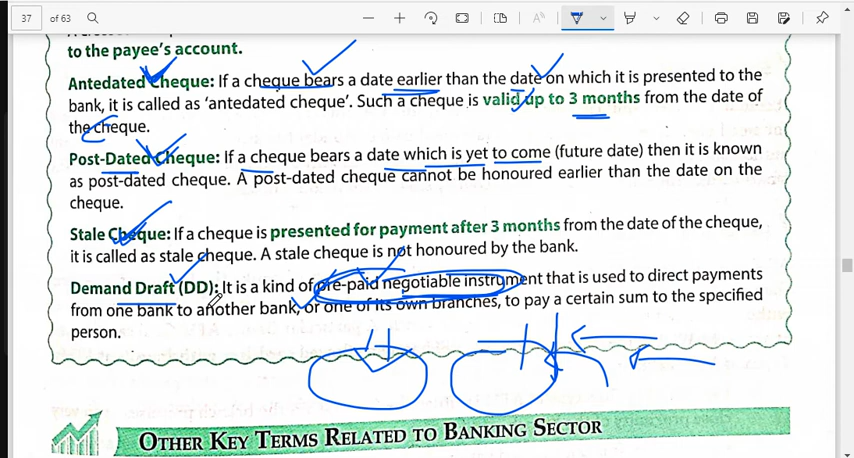 37 of 63
to the payee's account.
Antedated Cheque: If a cheque bears a date earlier than the date on which it is presented to the
bank, it is called as 'antedated cheque'. Such a cheque is valid up to 3 months from the date of
the cheque.
Post-Dated Cheque: If a cheque bears a date which is yet to come (future date) then it is known
as post-dated cheque. A post-dated cheque cannot be honoured earlier than the date on the
cheque.
Stale Cheque: If a cheque is presented for payment after 3 months from the date of the cheque,
it is called as stale cheque. A stale cheque is not honoured by the bank.
Demand Draft (DD): It is a kind of pre-paid negotiable instrument that is used to direct payments
from one bank to another bank, or one of its own branches, to pay a certain sum to the specified
person.
OTHER KEY TERMS RELATED TO BANKING SECTOR